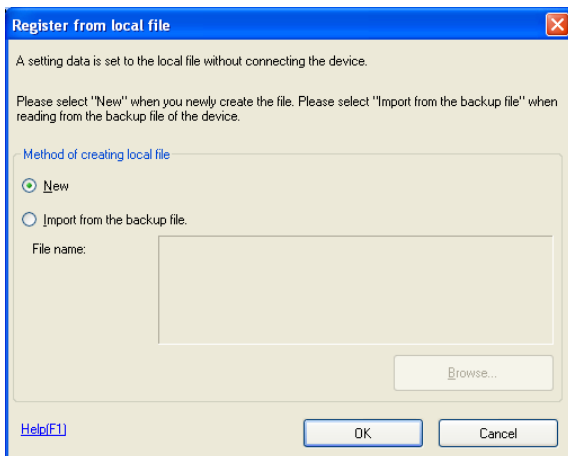 Register from local file
A setting data is set to the local file without connecting the device.
Please select "New" when you newly create the file. Please select "Import from the backup file" when
reading from the backup file of the device.
Method of creating local file
New
Import from the backup file.
File name:
Browse...
Help(F1)
OK
Cancel